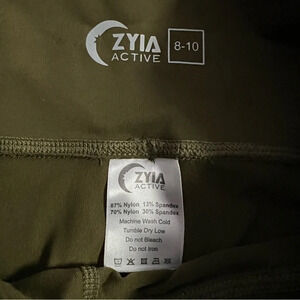 ZYIA
ACTIVE
8-10
ZYIA
ACTIVE
87% Nylon 13% Spandex
70% Nylon 30% Spandex
Machine Wash Cold
Tumble Dry Low
Do not Bleach
Do not Iron